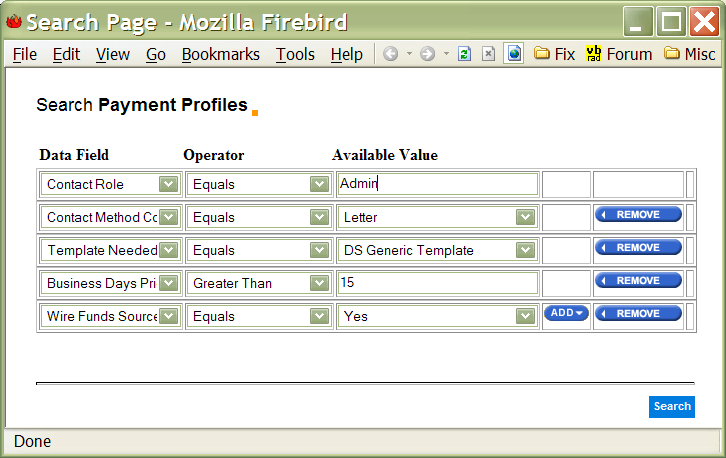 Search Page - Mozilla Firebird
File Edit View Go Bookmarks Tools Help Fix vb rad Forum Misc
Search Payment Profiles
Data Field Operator Available Value
Contact Role Equals Admin
Contact Method Co Equals Letter REMOVE
Template Needed Equals DS Generic Template REMOVE
Business Days Pri Greater Than 15 REMOVE
Wire Funds Source Equals Yes ADD REMOVE
Search
Done